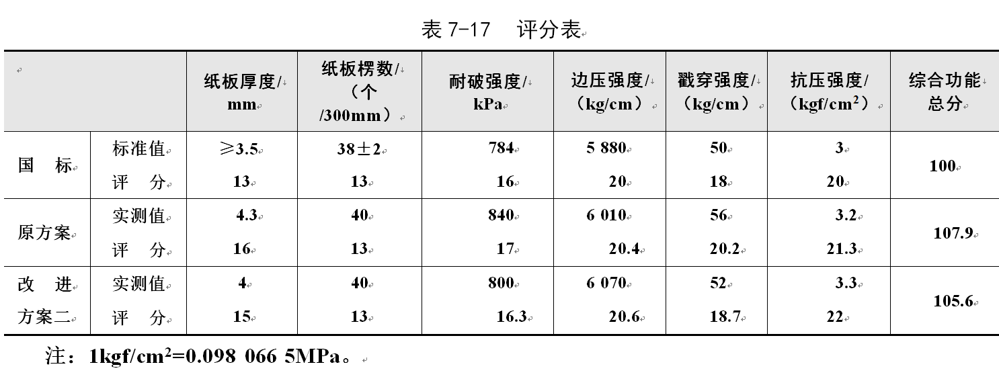 表 7-17 评分表
纸板厚度/ mm 纸板楞数/（个/300mm） 耐破强度/ kPa 边压强度/（kg/cm） 戳穿强度/（kg/cm） 抗压强度/（kgf/cm²） 综合功能总分
国 标 标准值 ≥3.5 38±2 784 5 880 50 3 100
评 分 13 13 16 20 18 20
原方案 实测值 4.3 40 840 6 010 56 3.2 107.9
评 分 16 13 17 20.4 20.2 21.3
改 进 实测值 4 40 800 6 070 52 3.3 105.6
方案二 评 分 15 13 16.3 20.6 18.7 22
注：1kgf/cm²=0.098 066 5MPa。